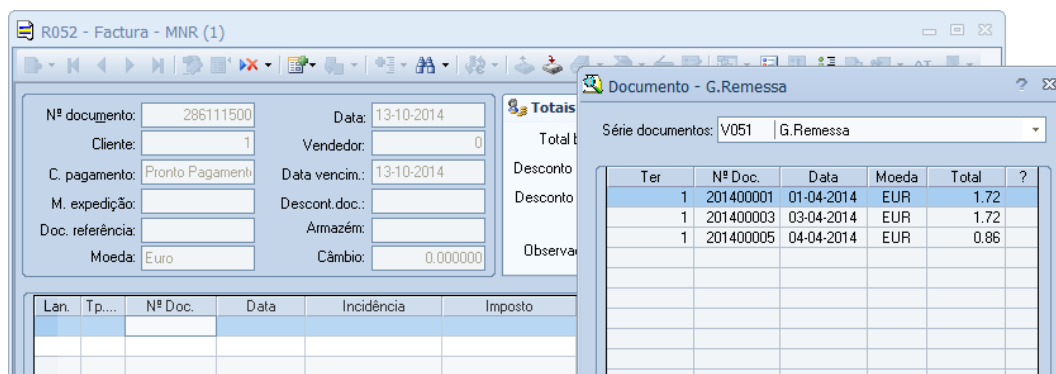 R052 - Factura - MNR (1)
Nº documento: 286111500 Data: 13-10-2014
Cliente: 1 Vendedor: 0
C. pagamento: Pronto Pagamento Data vencim.: 13-10-2014
M. expedição: Descont.doc.:
Doc. referência: Armazém:
Moeda: Euro Câmbio: 0.000000
Totais
Total
Desconto
Desconto
Lan. Tp.... Nº Doc. Data Incidência Imposto
Documento - G.Remessa
Série documentos: V051 G.Remessa
Ter Nº Doc. Data Moeda Total ?
1 201400001 01-04-2014 EUR 1.72
1 201400003 03-04-2014 EUR 1.72
1 201400005 04-04-2014 EUR 0.86